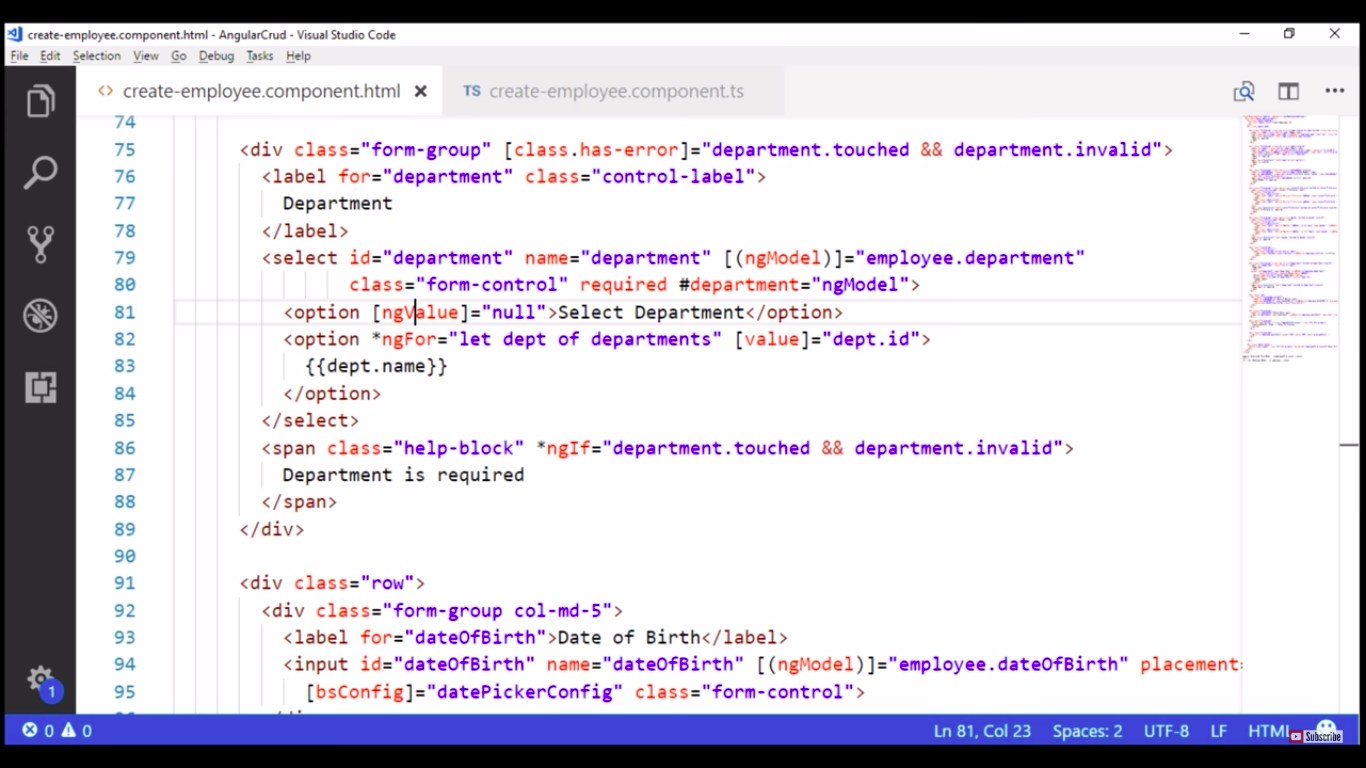 create-employee.component.html - AngularCrud - Visual Studio Code
File Edit Selection View Go Debug Tasks Help
<> create-employee.component.html TS create-employee.component.ts
74
75 <div class="form-group" [class.has-error]="department.touched && department.invalid">
76 <label for="department" class="control-label">
77 Department
78 </label>
79 <select id="department" name="department" [(ngModel)]="employee.department"
80 class="form-control" required #department="ngModel">
81 <option [ngValue]="null">Select Department</option>
82 <option *ngFor="let dept of departments" [value]="dept.id">
83 {{dept.name}}
84 </option>
85 </select>
86 <span class="help-block" *ngIf="department.touched && department.invalid">
87 Department is required
88 </span>
89 </div>
90
91 <div class="row">
92 <div class="form-group col-md-5">
93 <label for="dateOfBirth">Date of Birth</label>
94 <input id="dateOfBirth" name="dateOfBirth" [(ngModel)]="employee.dateOfBirth" placement=
95 [bsConfig]="datePickerConfig" class="form-control">
1
0 0 Ln 81, Col 23 Spaces: 2 UTF-8 LF HTML
Subscribe